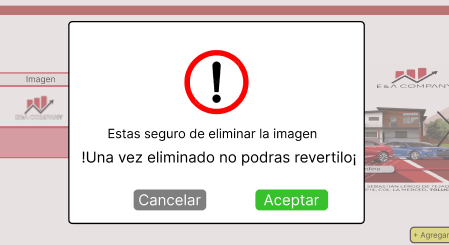 Imagen
E&A COMPANY
E&A COMPANY
Estas seguro de eliminar la imagen
!Una vez eliminado no podras revertilo¡
Cancelar
Aceptar
+ Agregar